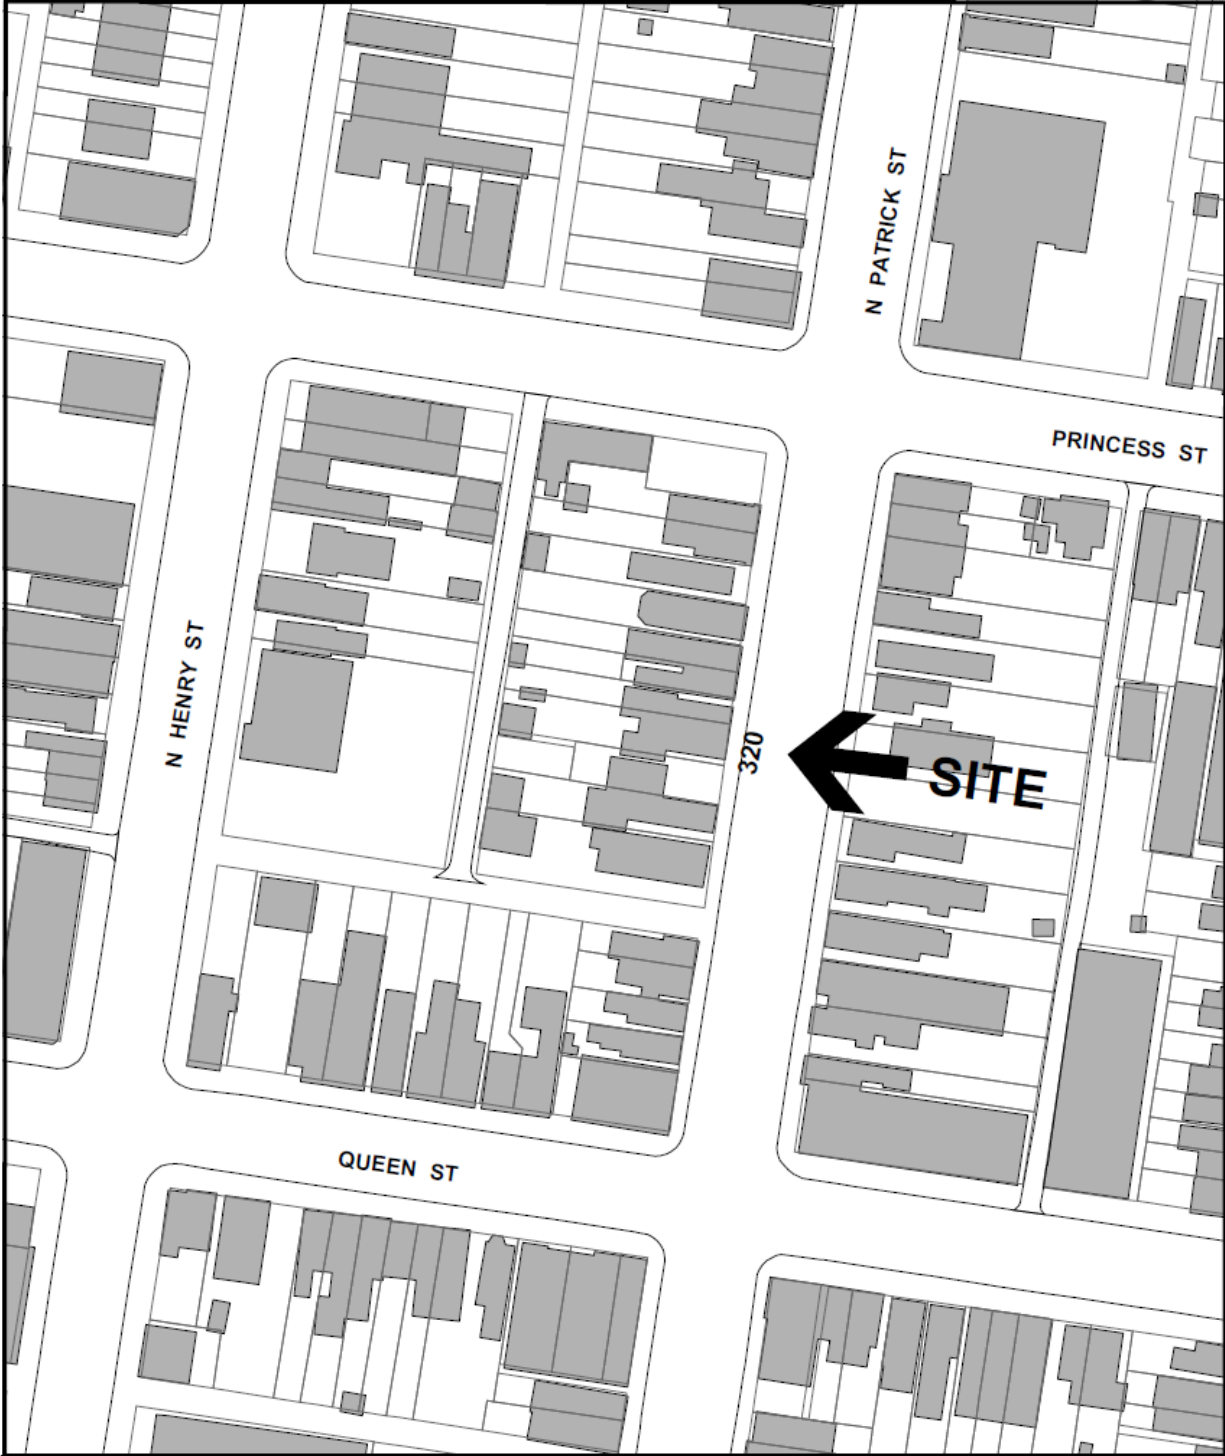 N PATRICK ST
PRINCESS ST
N HENRY ST
320
SITE
QUEEN ST